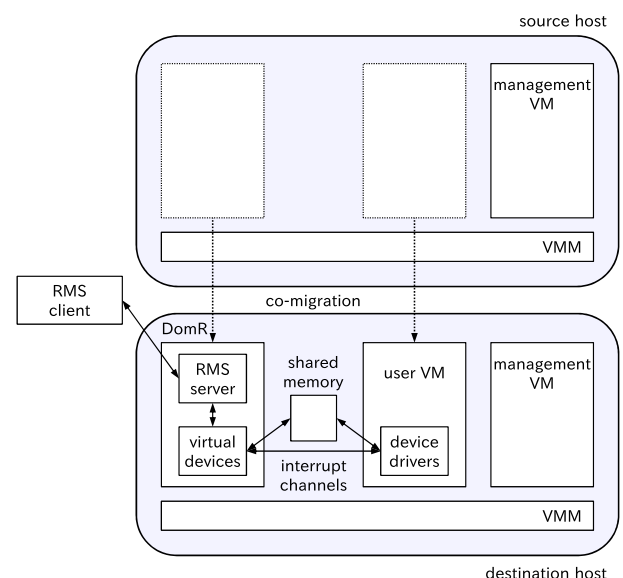 source host
management
VM
VMM
RMS
client
co-migration
DomR
RMS
server
shared
memory
user VM
management
VM
virtual
devices
device
drivers
interrupt
channels
VMM
destination host